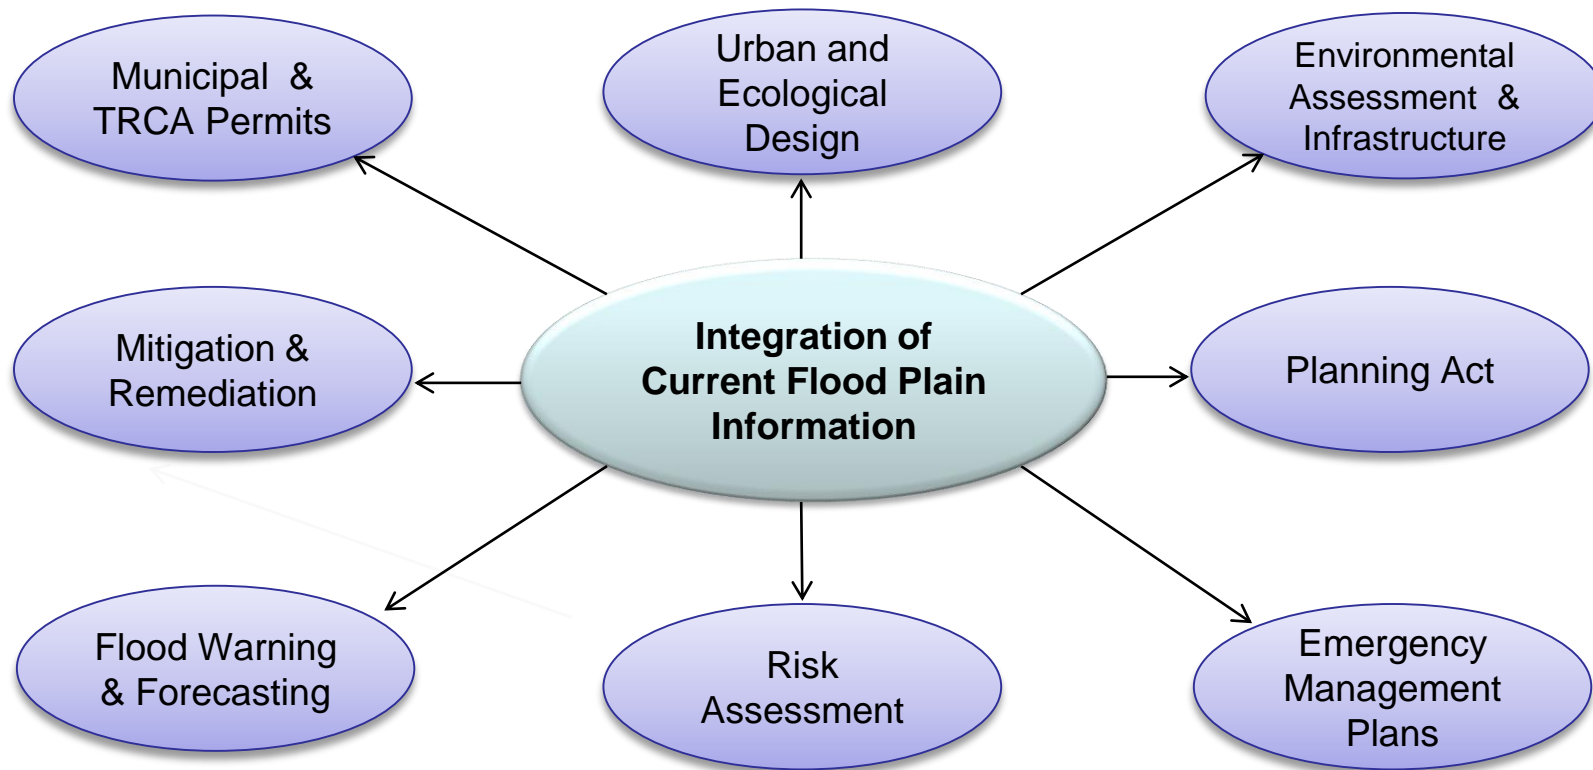 Municipal &
TRCA Permits
Urban and
Ecological
Design
Environmental
Assessment &
Infrastructure
Mitigation &
Remediation
Integration of
Current Flood Plain
Information
Planning Act
Flood Warning
& Forecasting
Risk
Assessment
Emergency
Management
Plans